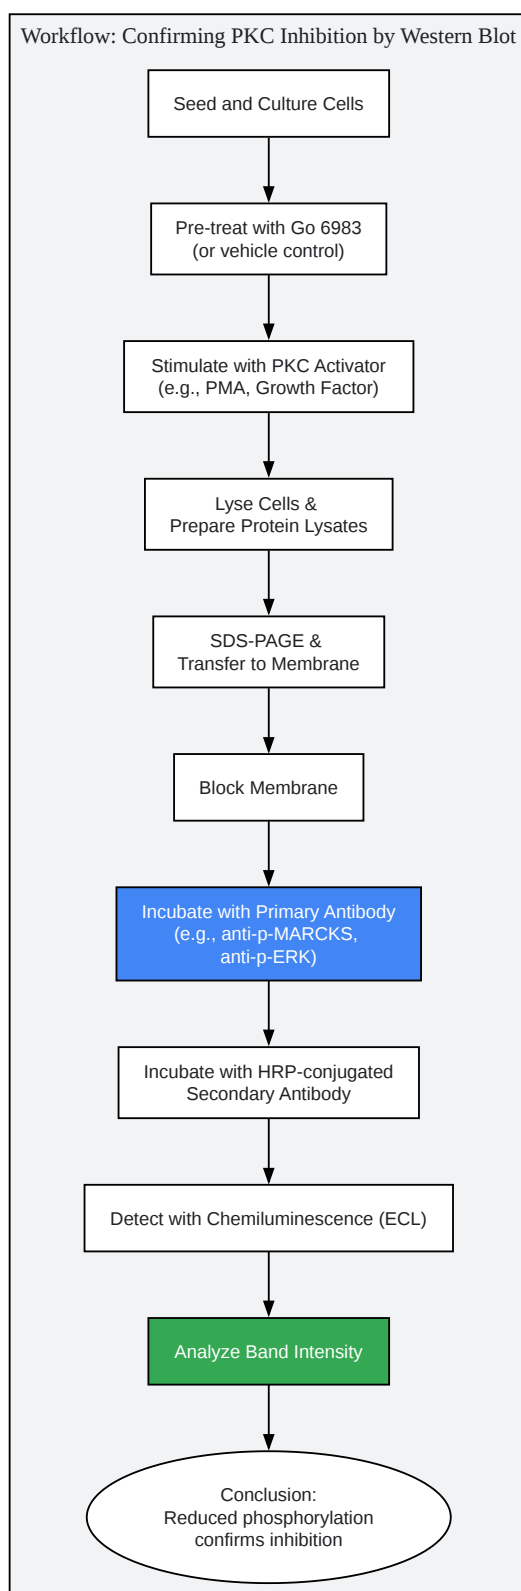 Workflow: Confirming PKC Inhibition by Western Blot
Seed and Culture Cells
Pre-treat with Go 6983
(or vehicle control)
Stimulate with PKC Activator
(e.g., PMA, Growth Factor)
Lyse Cells &
Prepare Protein Lysates
SDS-PAGE &
Transfer to Membrane
Block Membrane
Incubate with Primary Antibody
(e.g., anti-p-MARCKS,
anti-p-ERK)
Incubate with HRP-conjugated
Secondary Antibody
Detect with Chemiluminescence (ECL)
Analyze Band Intensity
Conclusion:
Reduced phosphorylation
confirms inhibition